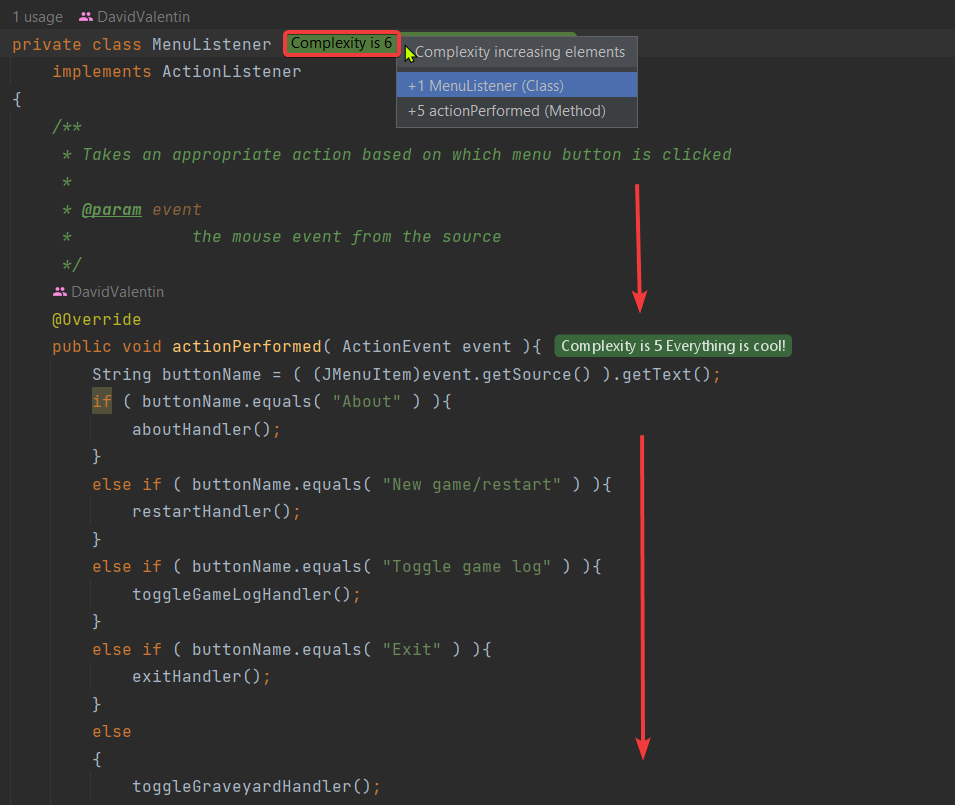 1 usage DavidValentin
private class MenuListener Complexity is 6
Complexity increasing elements
implements ActionListener
+1 MenuListener (Class)
{
+5 actionPerformed (Method)
/**
* Takes an appropriate action based on which menu button is clicked
*
* @param event
* the mouse event from the source
*/
DavidValentin
@Override
public void actionPerformed( ActionEvent event ){ Complexity is 5 Everything is cool!
String buttonName = ( (JMenuItem)event.getSource() ).getText();
if ( buttonName.equals( "About" ) ){
aboutHandler();
}
else if ( buttonName.equals( "New game/restart" ) ){
restartHandler();
}
else if ( buttonName.equals( "Toggle game log" ) ){
toggleGameLogHandler();
}
else if ( buttonName.equals( "Exit" ) ){
exitHandler();
}
else
{
toggleGraveyardHandler();